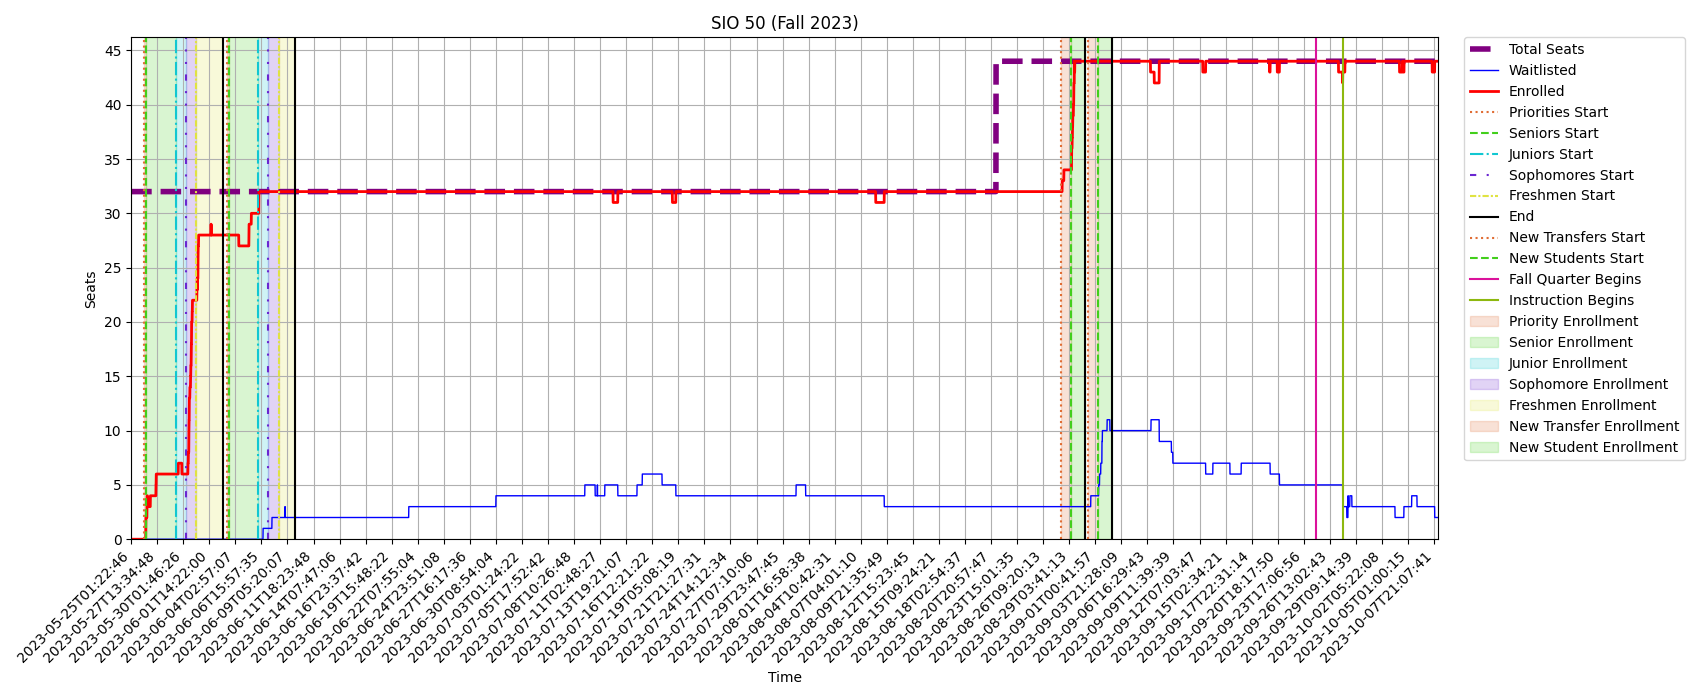 SIO 50 (Fall 2023)
Seats
45
40
35
30
25
20
15
10
5
0
2023-05-25T01:22:46
2023-05-27T13:34:48
2023-05-30T01:46:26
2023-06-01T14:22:00
2023-06-04T02:57:07
2023-06-06T15:57:35
2023-06-09T05:20:07
2023-06-11T18:23:48
2023-06-14T07:47:06
2023-06-16T23:37:42
2023-06-19T15:48:22
2023-06-22T07:55:04
2023-06-24T23:51:08
2023-06-27T16:17:36
2023-06-30T08:54:04
2023-07-03T01:24:22
2023-07-05T17:52:42
2023-07-08T10:26:48
2023-07-11T02:48:27
2023-07-13T19:21:07
2023-07-16T12:21:22
2023-07-19T05:08:19
2023-07-21T21:27:31
2023-07-24T14:12:34
2023-07-27T07:10:06
2023-07-29T23:47:45
2023-08-01T16:58:38
2023-08-04T10:42:31
2023-08-07T04:01:10
2023-08-09T21:35:49
2023-08-12T15:23:45
2023-08-15T09:24:21
2023-08-18T02:54:37
2023-08-20T20:57:47
2023-08-23T15:01:35
2023-08-26T09:20:13
2023-08-29T03:41:13
2023-09-01T00:41:57
2023-09-03T21:28:09
2023-09-06T16:29:43
2023-09-09T11:39:39
2023-09-12T07:03:47
2023-09-15T02:34:21
2023-09-17T22:31:14
2023-09-20T18:17:50
2023-09-23T17:06:56
2023-09-26T13:02:43
2023-09-29T09:14:39
2023-10-02T05:22:08
2023-10-05T01:00:15
2023-10-07T21:07:41
Time
Total Seats
Waitlisted
Enrolled
Priorities Start
Seniors Start
Juniors Start
Sophomores Start
Freshmen Start
End
New Transfers Start
New Students Start
Fall Quarter Begins
Instruction Begins
Priority Enrollment
Senior Enrollment
Junior Enrollment
Sophomore Enrollment
Freshmen Enrollment
New Transfer Enrollment
New Student Enrollment